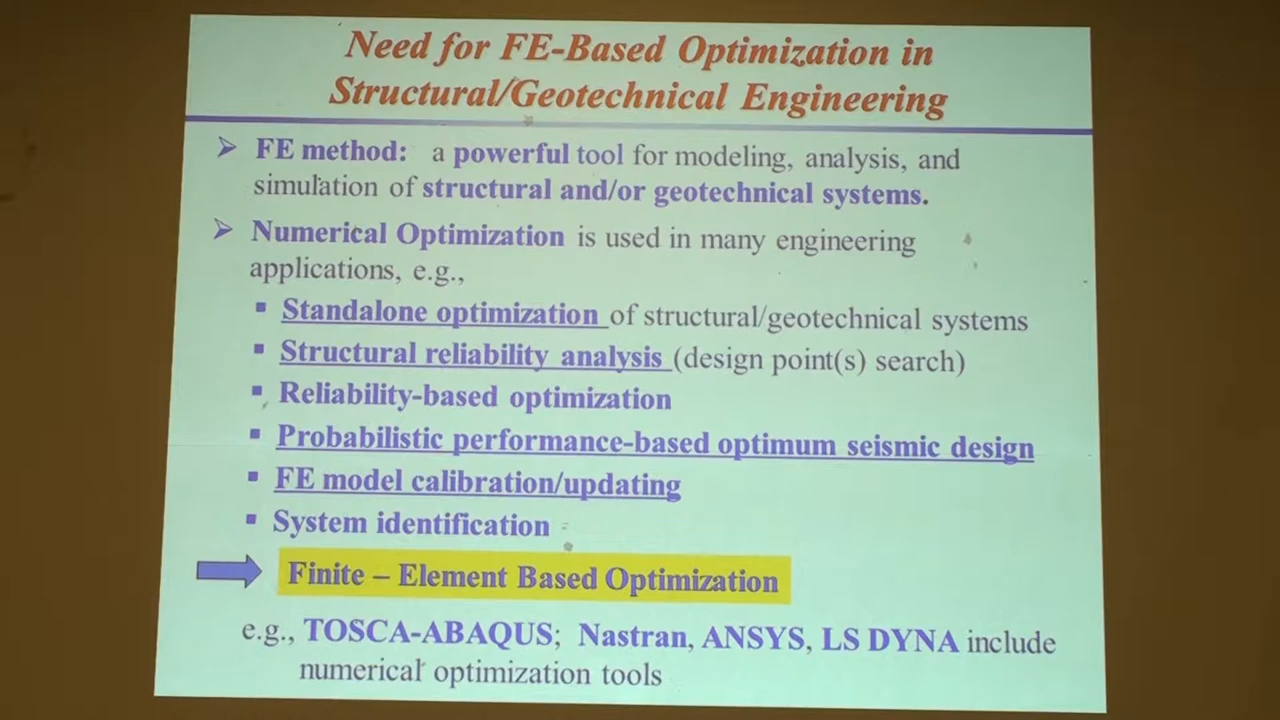 Need for FE-Based Optimization in
Structural/Geotechnical Engineering
➢ FE method: a powerful tool for modeling, analysis, and
simulation of structural and/or geotechnical systems.
➢ Numerical Optimization is used in many engineering
applications, e.g.,
▪ Standalone optimization of structural/geotechnical systems
▪ Structural reliability analysis (design point(s) search)
▪ Reliability-based optimization
▪ Probabilistic performance-based optimum seismic design
▪ FE model calibration/updating
▪ System identification
Finite – Element Based Optimization
e.g., TOSCA-ABAQUS; Nastran, ANSYS, LS DYNA include
numerical optimization tools